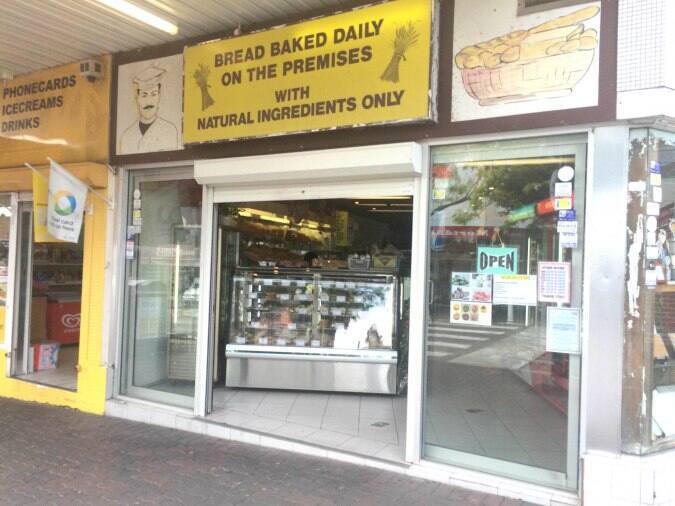 BREAD BAKED DAILY
ON THE PREMISES
WITH
NATURAL INGREDIENTS ONLY
PHONECARDS
ICECREAMS
DRINKS
OPEN